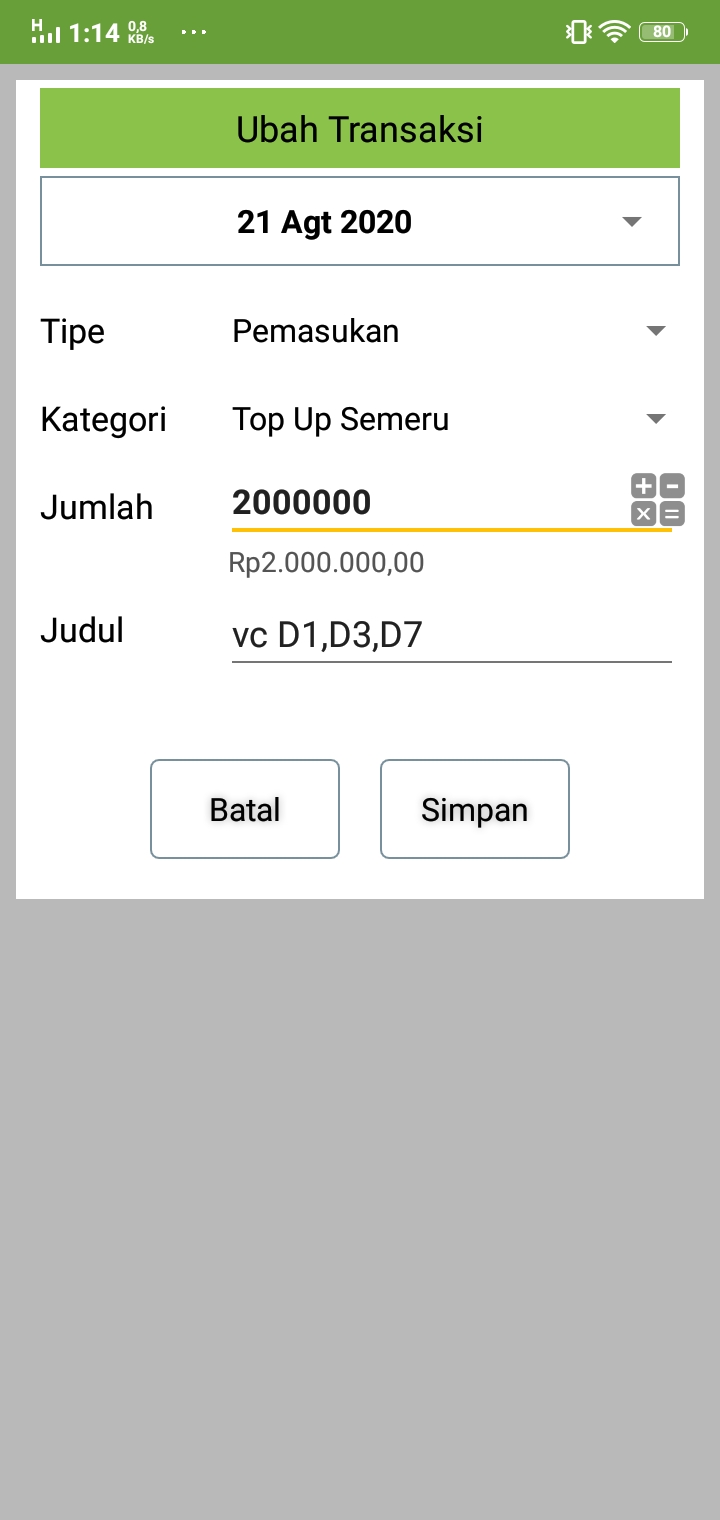 H 1:14 0,8 KB/s ... 80
Ubah Transaksi
21 Agt 2020
Tipe Pemasukan
Kategori Top Up Semeru
Jumlah 2000000
Rp2.000.000,00
Judul vc D1,D3,D7
Batal Simpan